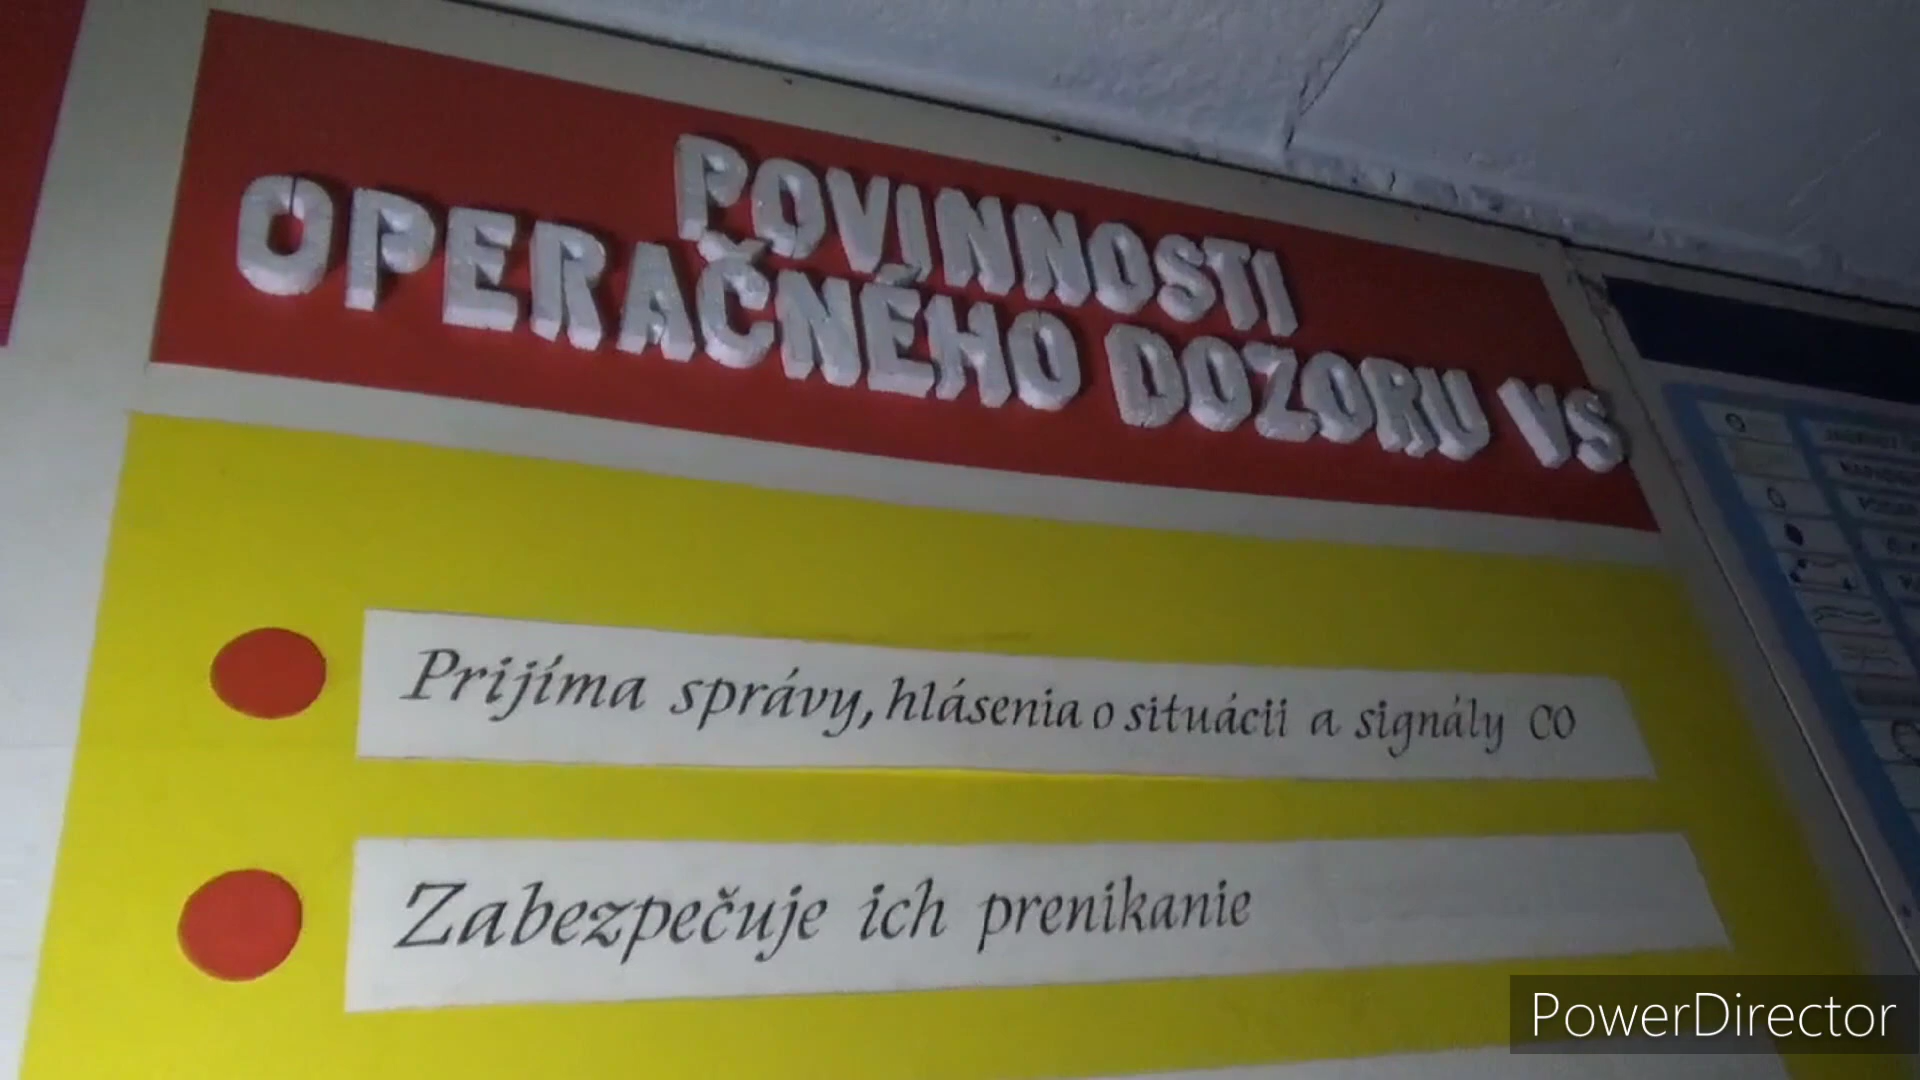 POVINNOSTI
OPERAČNÉHO DOZORU VS
Prijíma správy, hlásenia o situácii a signály CO
Zabezpečuje ich prenikanie
PowerDirector